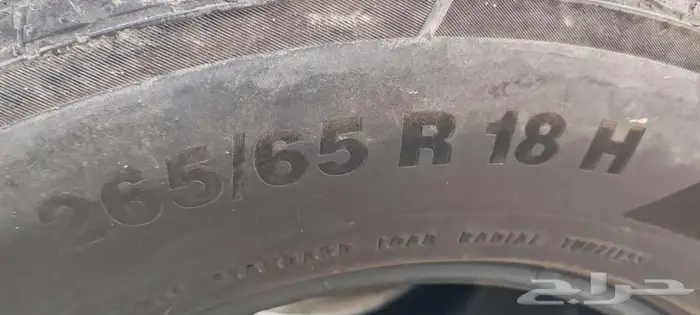 265/65 R 18 H
STANDARD LOAD RADIAL TUBELESS
حراج